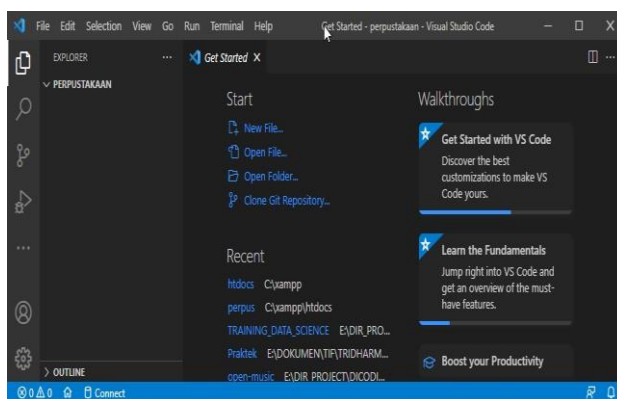 File Edit Selection View Go Run Terminal Help
Get Started - perpustakaan - Visual Studio Code
EXPLORER
PERPUSTAKAAN
OUTLINE
Get Started
Start
New File...
Open File...
Open Folder...
Clone Git Repository...
Recent
htdocs C:\xampp
perpus C:\xampp\htdocs
TRAINING_DATA_SCIENCE E:\DIR_PRO...
Praktek E:\DOKUMEN\TIF\TRIDHARM...
open-music E:\DIR PROJECT\DICODI...
Walkthroughs
Get Started with VS Code
Discover the best
customizations to make VS
Code yours.
Learn the Fundamentals
Jump right into VS Code and
get an overview of the must-
have features.
Boost your Productivity
0 0 Connect